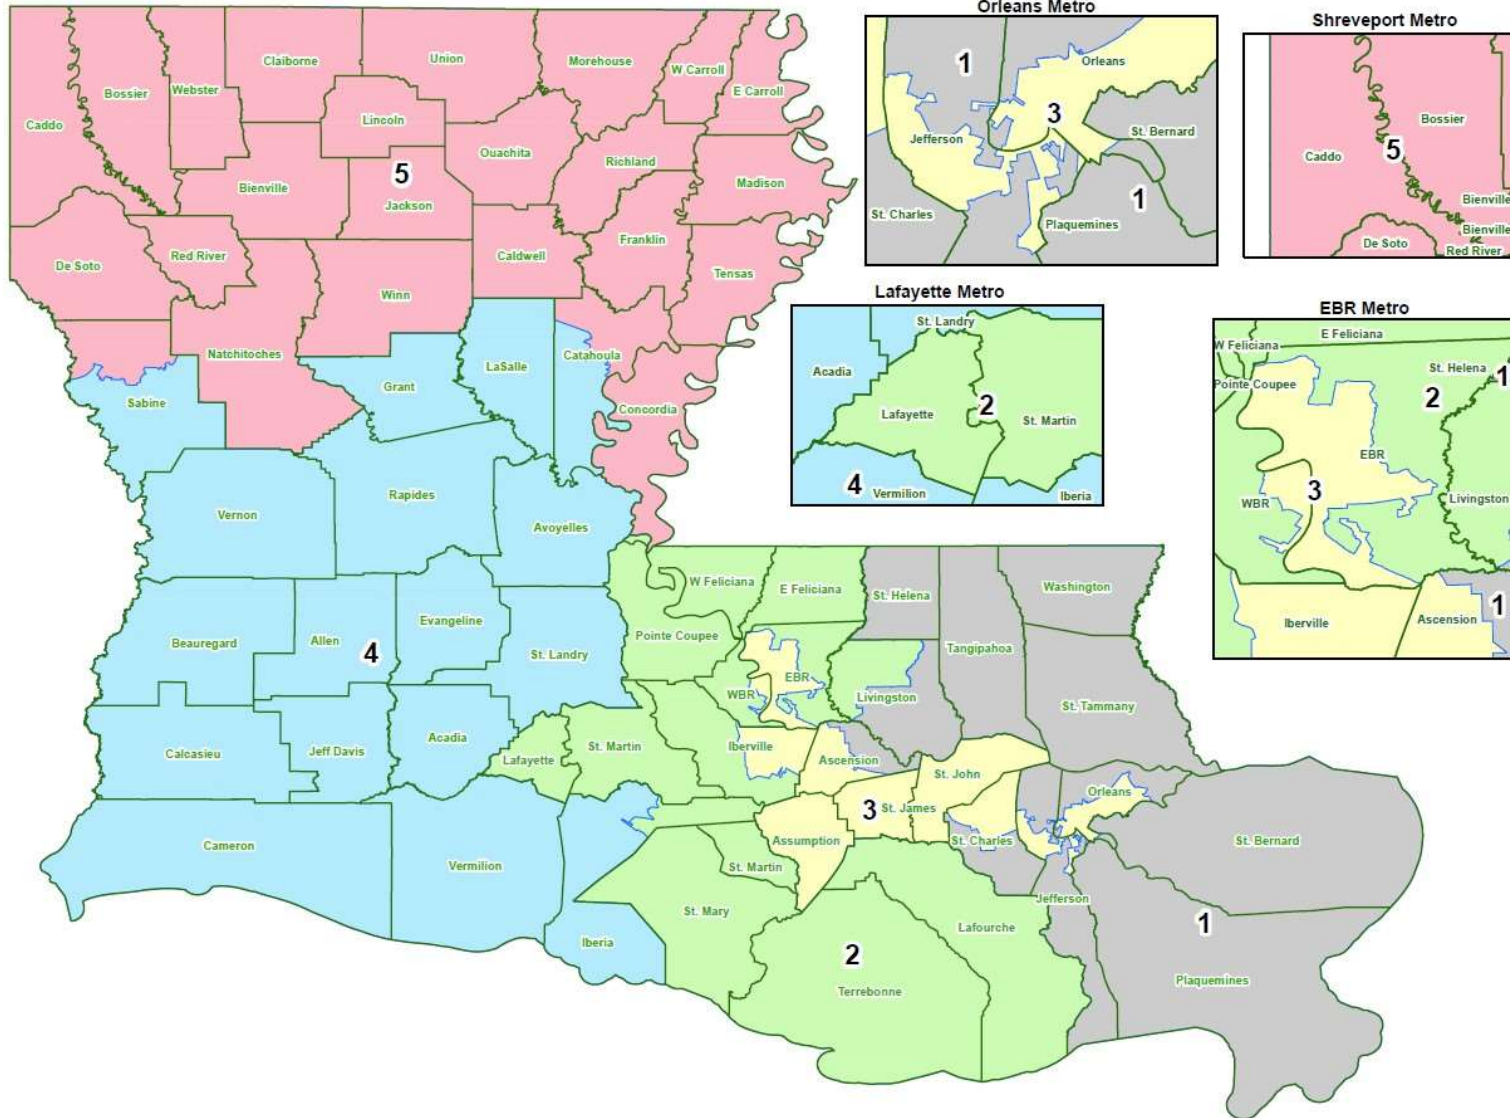 Claiborne
Union
Morehouse
W Carroll
E Carroll
Bossier
Webster
Caddo
Lincoln
Ouachita
Richland
Madison
Bienville
5
Jackson
Franklin
Red River
Caldwell
De Soto
Tensas
Winn
Natchitoches
LaSalle
Catahoula
Grant
Sabine
Concordia
Rapides
Vernon
Avoyelles
W Feliciana
E Feliciana
St. Helena
Washington
Beauregard
Allen
4
Evangeline
St. Landry
Pointe Coupee
Tangipahoa
EBR
WBR
Livingston
St. Tammany
Calcasieu
Jeff Davis
Acadia
Lafayette
St. Martin
Iberville
Ascension
St. John
Orleans
3
St. James
Assumption
St. Charles
St. Bernard
Cameron
Vermilion
St. Martin
Jefferson
St. Mary
Iberia
Lafourche
1
2
Terrebonne
Plaquemines
Orleans Metro
1
Orleans
3
Jefferson
St. Bernard
1
St. Charles
Plaquemines
Shreveport Metro
Bossier
5
Caddo
Bienville
Bienville
De Soto
Red River
Lafayette Metro
St. Landry
Acadia
2
Lafayette
St. Martin
4
Vermilion
Iberia
EBR Metro
E Feliciana
W Feliciana
St. Helena
1
Pointe Coupee
2
EBR
3
WBR
Livingston
1
Iberville
Ascension